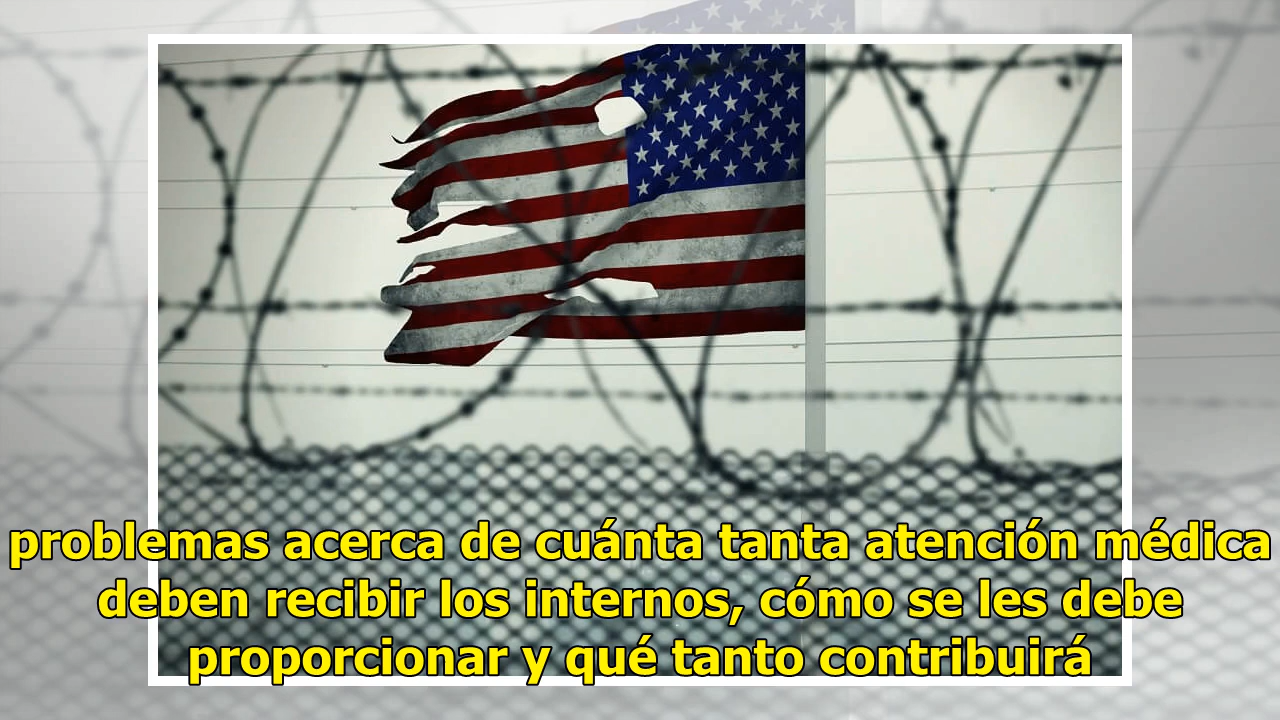 problemas acerca de cuánta tanta atención médica
deben recibir los internos, cómo se les debe
proporcionar y qué tanto contribuirá